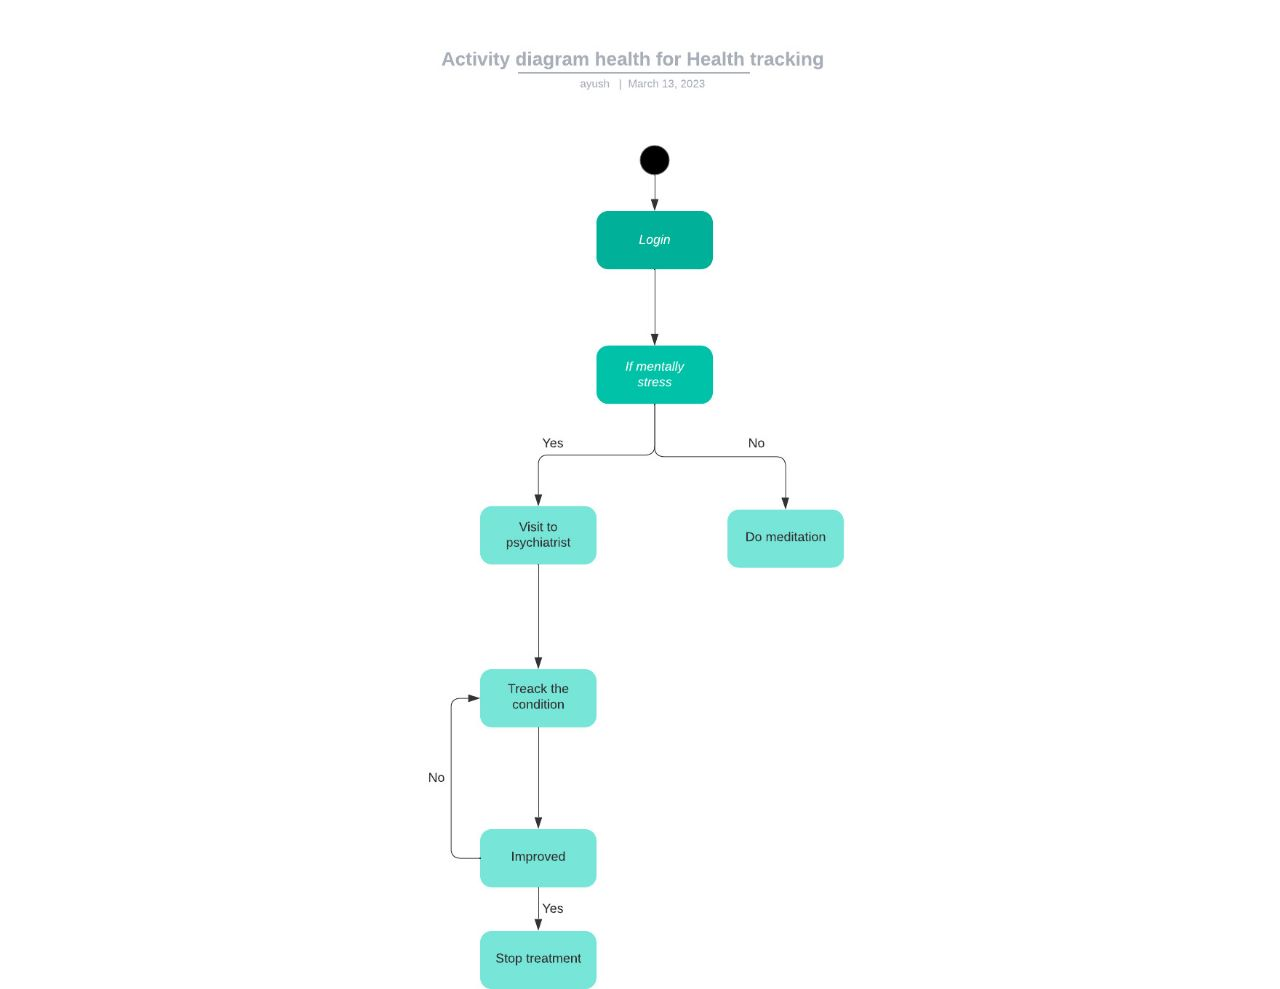 Activity diagram health for Health tracking
ayush | March 13, 2023
Login
If mentally
stress
Yes
No
Visit to
psychiatrist
Do meditation
Treack the
condition
No
Improved
Yes
Stop treatment